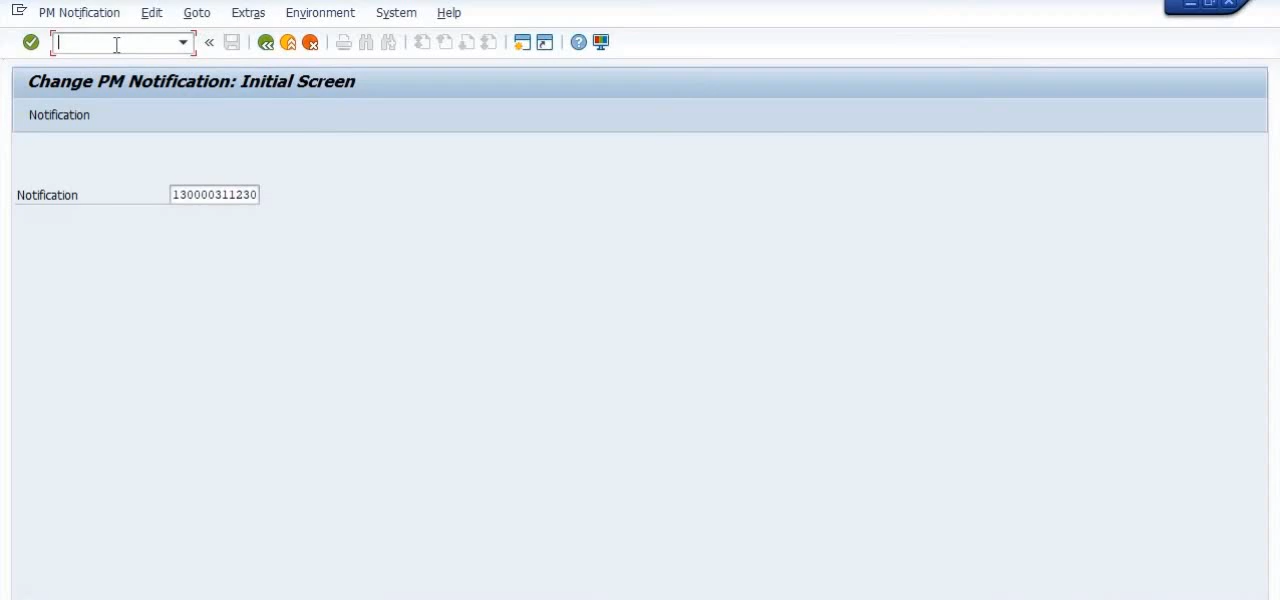 PM Notification Edit Goto Extras Environment System Help
Change PM Notification: Initial Screen
Notification
Notification 130000311230